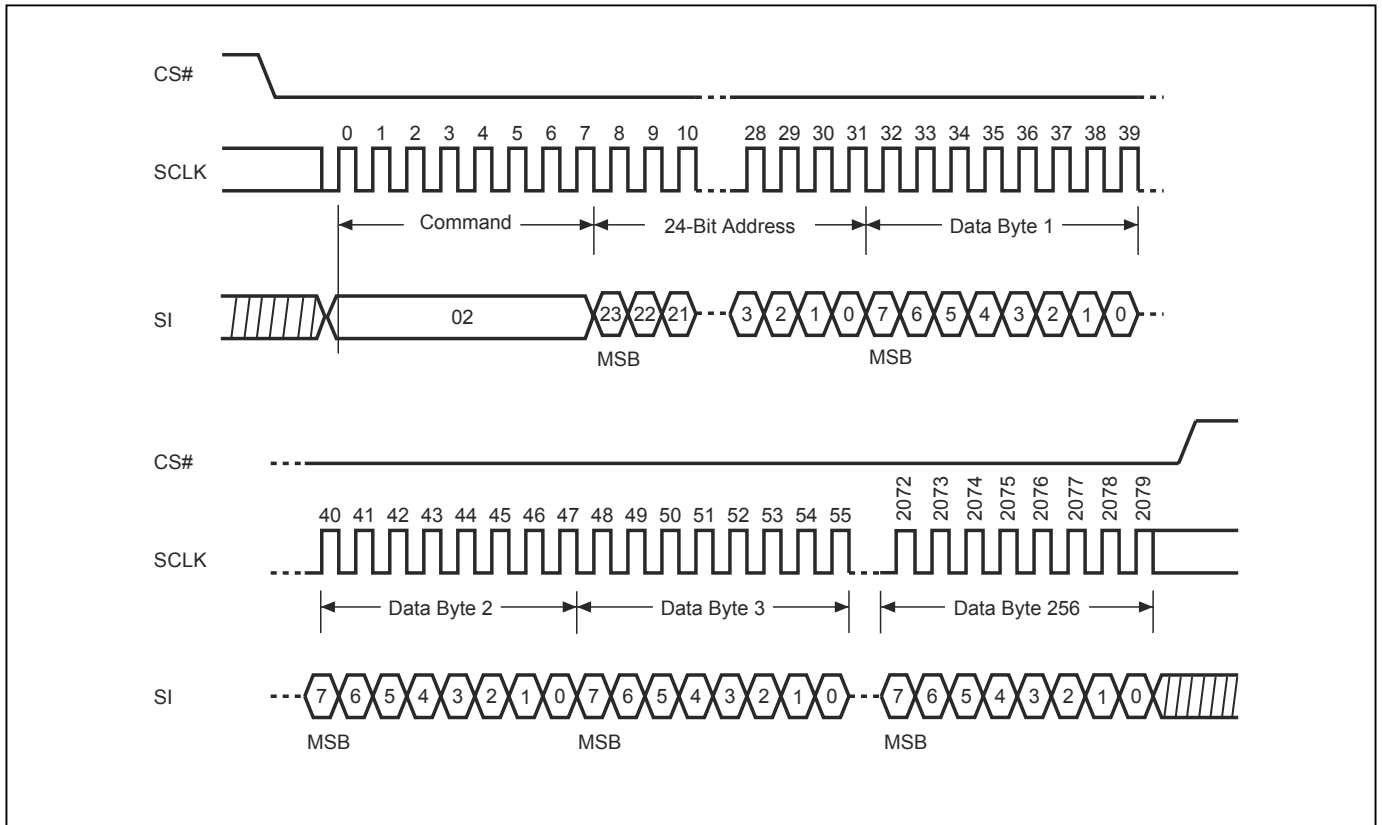 CS#
0 1 2 3 4 5 6 7 8 9 10 28 29 30 31 32 33 34 35 36 37 38 39
SCLK
Command 24-Bit Address Data Byte 1
SI 02 23 22 21 3 2 1 0 7 6 5 4 3 2 1 0
MSB MSB
CS#
40 41 42 43 44 45 46 47 48 49 50 51 52 53 54 55 2072 2073 2074 2075 2076 2077 2078 2079
SCLK
Data Byte 2 Data Byte 3 Data Byte 256
SI 7 6 5 4 3 2 1 0 7 6 5 4 3 2 1 0 7 6 5 4 3 2 1 0
MSB MSB MSB